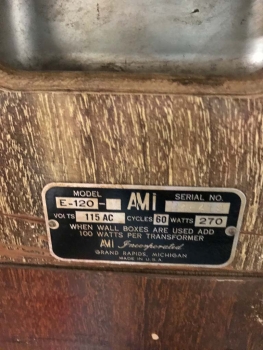 MODEL AMI SERIAL NO.
E-120-
VOLTS 115 AC CYCLES 60 WATTS 270
WHEN WALL BOXES ARE USED ADD
100 WATTS PER TRANSFORMER
AMI Incorporated
GRAND RAPIDS, MICHIGAN
MADE IN U.S.A.